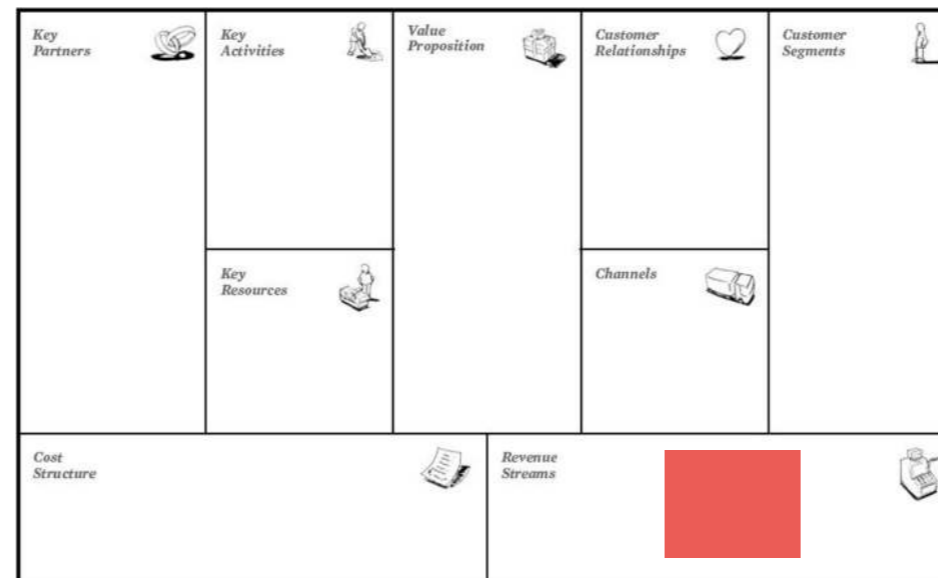 Key
Partners
Key
Activities
Value
Proposition
Customer
Relationships
Customer
Segments
Key
Resources
Channels
Cost
Structure
Revenue
Streams